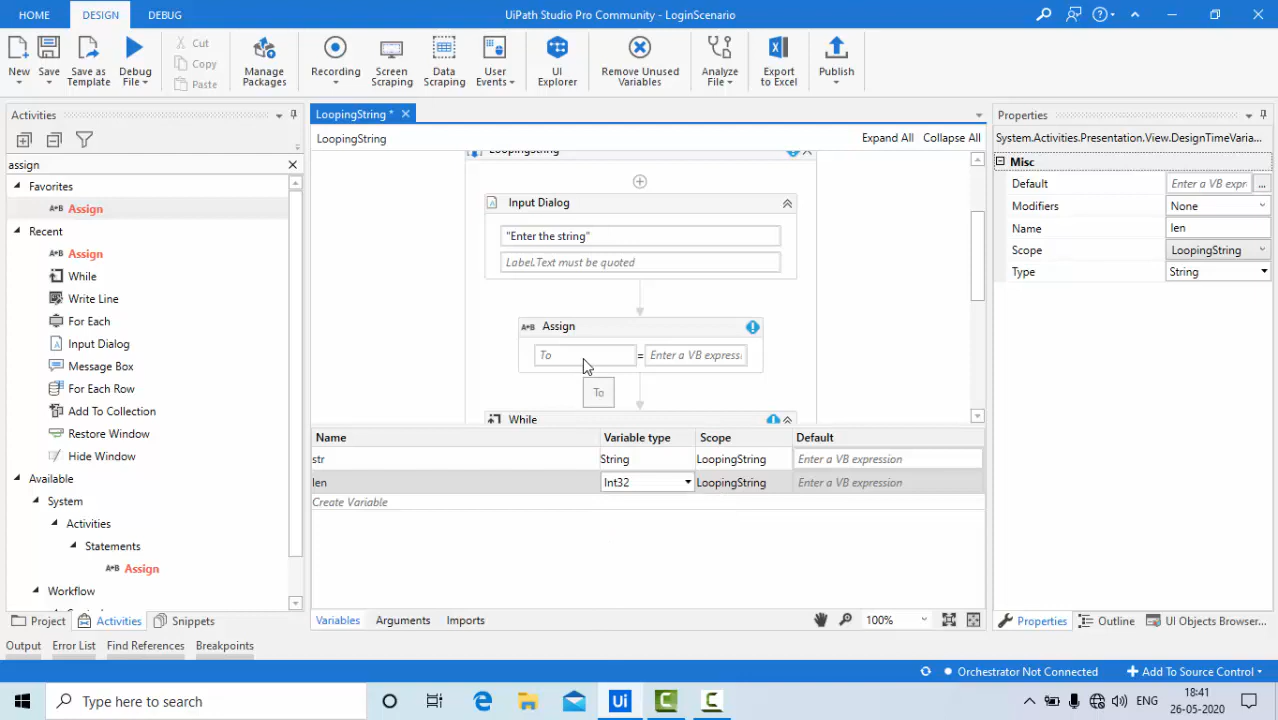 HOME DESIGN DEBUG UiPath Studio Pro Community - LoginScenario
New Save Save as Template Debug File Cut Copy Paste Manage Packages Recording Screen Scraping Data Scraping User Events UI Explorer Remove Unused Variables Analyze File Export to Excel Publish
Activities
assign
Favorites
Assign
Recent
Assign
While
Write Line
For Each
Input Dialog
Message Box
For Each Row
Add To Collection
Restore Window
Hide Window
Available
System
Activities
Statements
Assign
Workflow
Project Activities Snippets
LoopingString *
LoopingString Expand All Collapse All
LoopingString
Input Dialog
"Enter the string"
Label.Text must be quoted
A*B Assign
To = Enter a VB express
To
While
Name Variable type Scope Default
str String LoopingString Enter a VB expression
len Int32 LoopingString Enter a VB expression
Create Variable
Variables Arguments Imports 100%
Properties
System.Activities.Presentation.View.DesignTimeVaria...
Misc
Default Enter a VB expr ...
Modifiers None
Name len
Scope LoopingString
Type String
Properties Outline UI Objects Browser...
Output Error List Find References Breakpoints
Orchestrator Not Connected Add To Source Control
Type here to search
ENG 18:41
26-05-2020